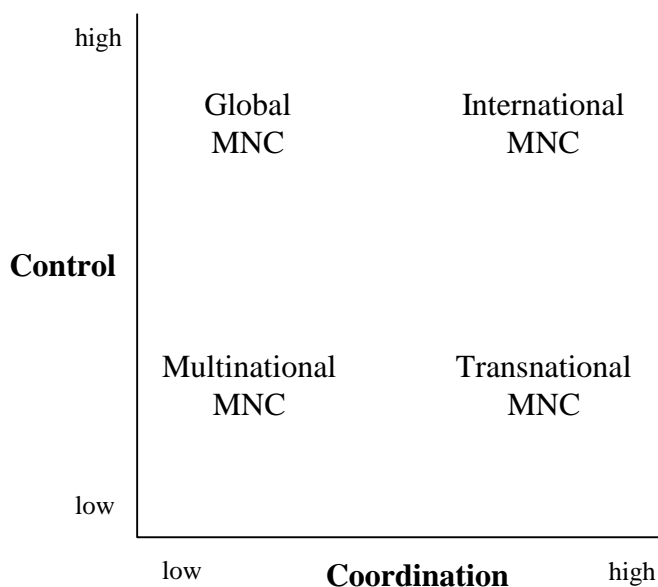 high
Global
MNC
International
MNC
Control
Multinational
MNC
Transnational
MNC
low
low
Coordination
high